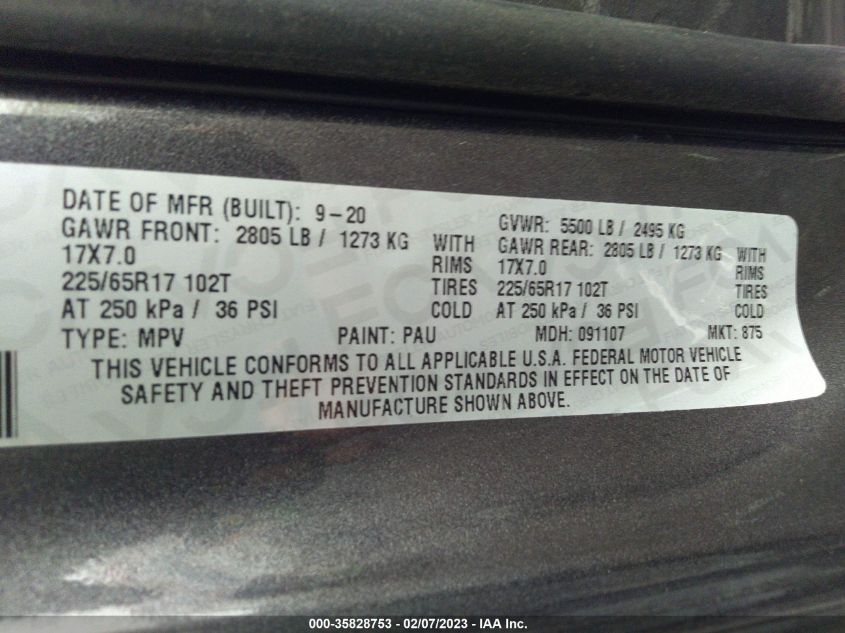 DATE OF MFR (BUILT): 9-20 GVWR: 5500 LB / 2495 KG
GAWR FRONT: 2805 LB / 1273 KG WITH GAWR REAR: 2805 LB / 1273 KG WITH
17X7.0 RIMS 17X7.0 RIMS
225/65R17 102T TIRES 225/65R17 102T TIRES
AT 250 kPa / 36 PSI COLD AT 250 kPa / 36 PSI COLD
TYPE: MPV PAINT: PAU MDH: 091107 MKT: 875
THIS VEHICLE CONFORMS TO ALL APPLICABLE U.S.A. FEDERAL MOTOR VEHICLE
SAFETY AND THEFT PREVENTION STANDARDS IN EFFECT ON THE DATE OF
MANUFACTURE SHOWN ABOVE.
000-35828753 - 02/07/2023 - IAA Inc.